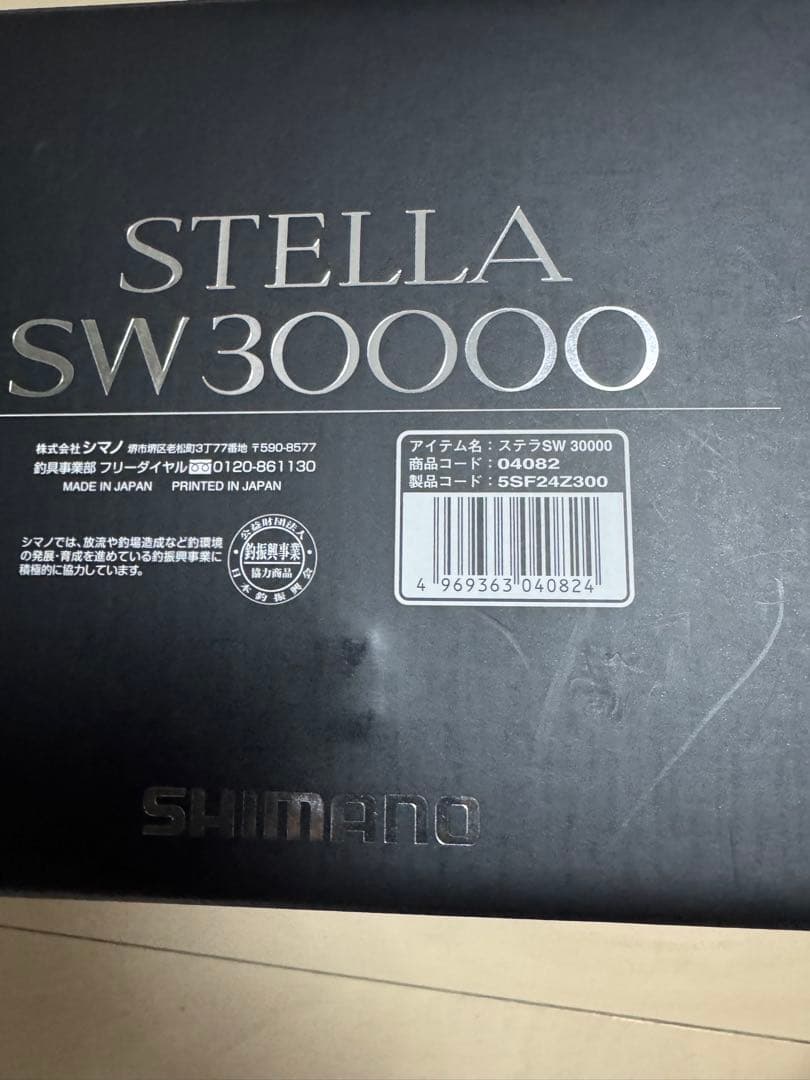 STELLA
SW 30000
株式会社 シマノ 堺市堺区老松町3丁77番地 〒590-8577
釣具事業部 フリーダイヤル 0120-861130
MADE IN JAPAN PRINTED IN JAPAN
シマノでは、放流や釣場造成など釣環境
の発展・育成を進めている釣振興事業に
積極的に協力しています。
公益財団法人
釣振興事業
協力商品
日本釣振興会
アイテム名：ステラSW 30000
商品コード：04082
製品コード：5SF24Z300
4 969363 040824
SHIMANO